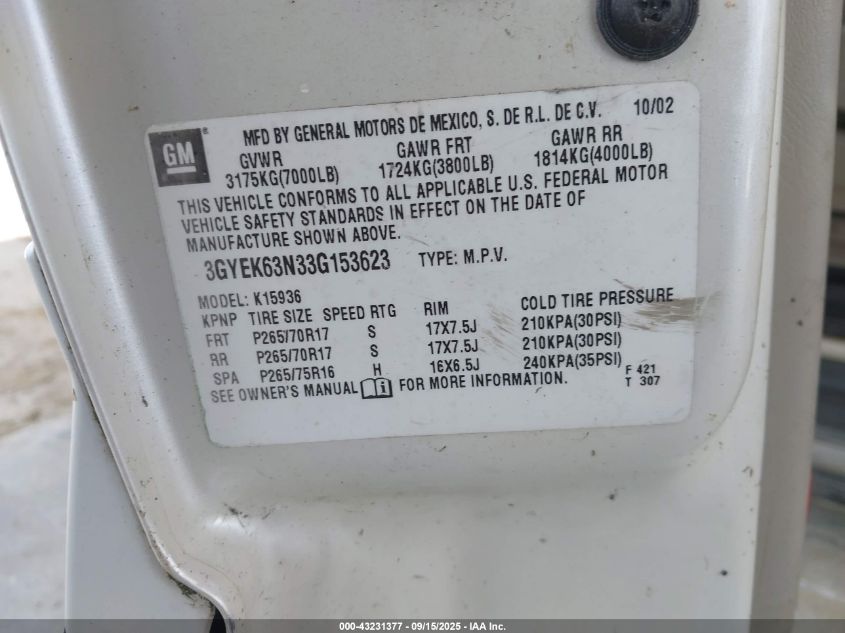 GM ®
MFD BY GENERAL MOTORS DE MEXICO, S. DE R.L. DE C.V. 10/02
GVWR GAWR FRT GAWR RR
3175KG(7000LB) 1724KG(3800LB) 1814KG(4000LB)
THIS VEHICLE CONFORMS TO ALL APPLICABLE U.S. FEDERAL MOTOR
VEHICLE SAFETY STANDARDS IN EFFECT ON THE DATE OF
MANUFACTURE SHOWN ABOVE.
3GYEK63N33G153623 TYPE: M.P.V.
MODEL: K15936
KPNP TIRE SIZE SPEED RTG RIM COLD TIRE PRESSURE
FRT P265/70R17 S 17X7.5J 210KPA(30PSI)
RR P265/70R17 S 17X7.5J 210KPA(30PSI)
SPA P265/75R16 H 16X6.5J 240KPA(35PSI)
SEE OWNER'S MANUAL FOR MORE INFORMATION.
F 421
T 307
000-43231377 - 09/15/2025 - IAA Inc.